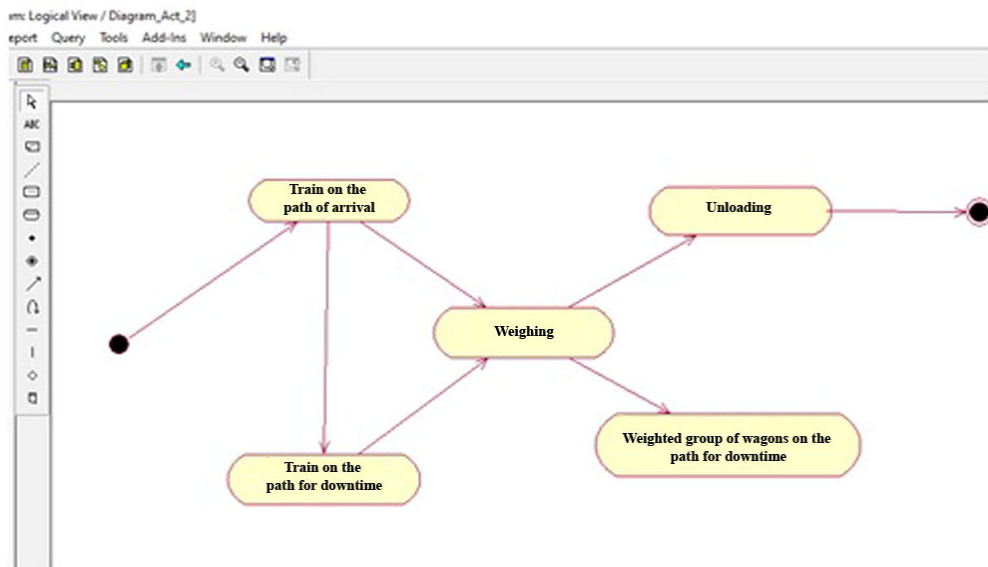 m: Logical View / Diagram_Act_2]
eport Query Tools Add-Ins Window Help
ABC
Train on the
path of arrival
Unloading
Weighing
Weighted group of wagons on the
path for downtime
Train on the
path for downtime